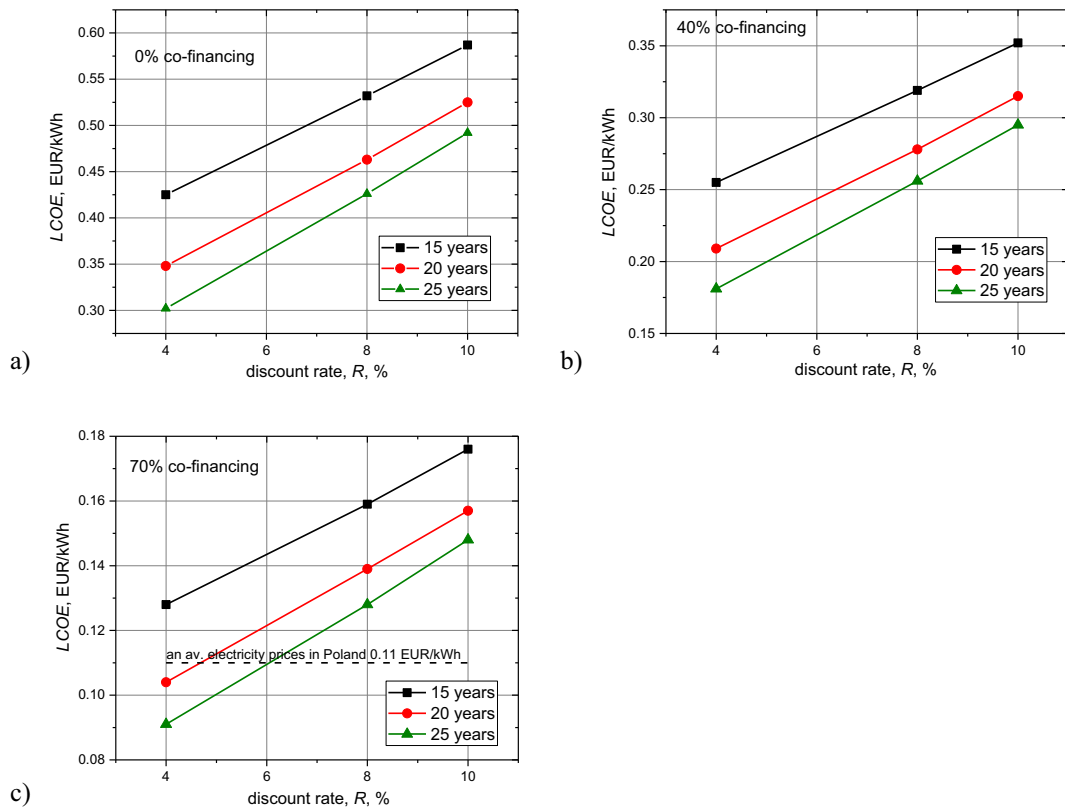 0% co-financing
0.60
0.55
0.50
0.45
0.40
0.35
0.30
LCOE, EUR/kWh
15 years
20 years
25 years
4
6
8
10
discount rate, R, %
a)
40% co-financing
0.35
0.30
0.25
0.20
0.15
LCOE, EUR/kWh
15 years
20 years
25 years
4
6
8
10
discount rate, R, %
b)
70% co-financing
0.18
0.16
0.14
0.12
0.10
0.08
LCOE, EUR/kWh
an av. electricity prices in Poland 0.11 EUR/kWh
15 years
20 years
25 years
4
6
8
10
discount rate, R, %
c)